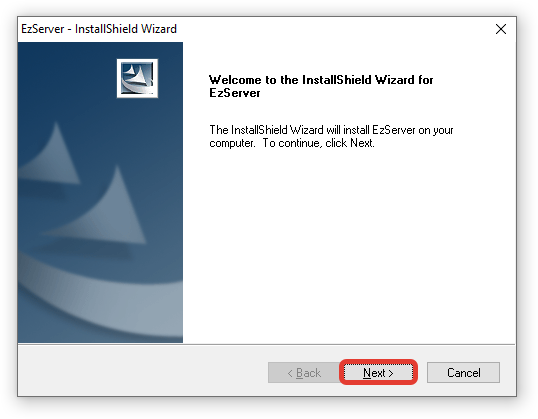 EzServer - InstallShield Wizard
Welcome to the InstallShield Wizard for
EzServer
The InstallShield Wizard will install EzServer on your
computer. To continue, click Next.
< Back
Next >
Cancel